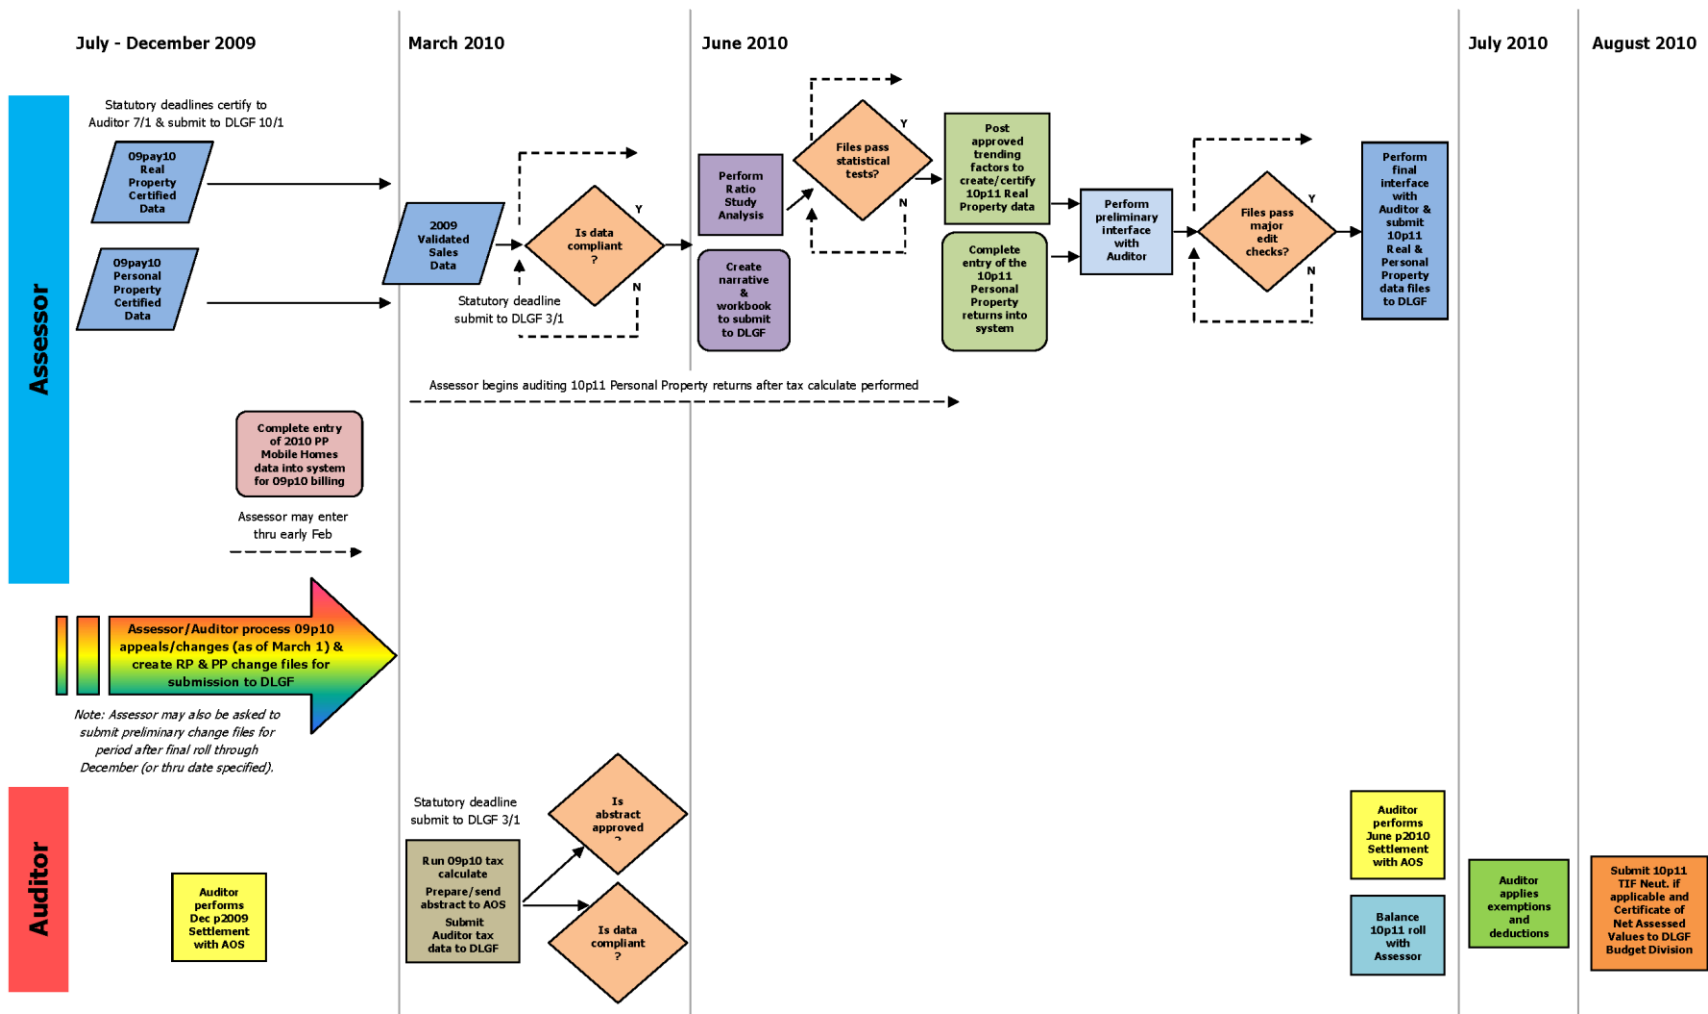 July - December 2009
March 2010
June 2010
July 2010
August 2010
Assessor
Statutory deadlines certify to
Auditor 7/1 & submit to DLGF 10/1
09pay10
Real
Property
Certified
Data
09pay10
Personal
Property
Certified
Data
2009
Validated
Sales
Data
Statutory deadline
submit to DLGF 3/1
Is data
compliant
?
Y
N
Perform
Ratio
Study
Analysis
Create
narrative
&
workbook
to submit
to DLGF
Files pass
statistical
tests?
Y
N
Post
approved
trending
factors to
create/certify
10p11 Real
Property data
Complete
entry of the
10p11
Personal
Property
returns into
system
Perform
preliminary
interface
with
Auditor
Files pass
major
edit
checks?
Y
N
Perform
final
interface
with
Auditor &
submit
10p11
Real &
Personal
Property
data files
to DLGF
Assessor begins auditing 10p11 Personal Property returns after tax calculate performed
Complete entry
of 2010 PP
Mobile Homes
data into system
for 09p10 billing
Assessor may enter
thru early Feb
Assessor/Auditor process 09p10
appeals/changes (as of March 1) &
create RP & PP change files for
submission to DLGF
Note: Assessor may also be asked to
submit preliminary change files for
period after final roll through
December (or thru date specified).
Auditor
Auditor
performs
Dec p2009
Settlement
with AOS
Statutory deadline
submit to DLGF 3/1
Run 09p10 tax
calculate
Prepare/send
abstract to AOS
Submit
Auditor tax
data to DLGF
Is
abstract
approved
?
Is data
compliant
?
Auditor
performs
June p2010
Settlement
with AOS
Balance
10p11 roll
with
Assessor
Auditor
applies
exemptions
and
deductions
Submit 10p11
TIF Neut. if
applicable and
Certificate of
Net Assessed
Values to DLGF
Budget Division